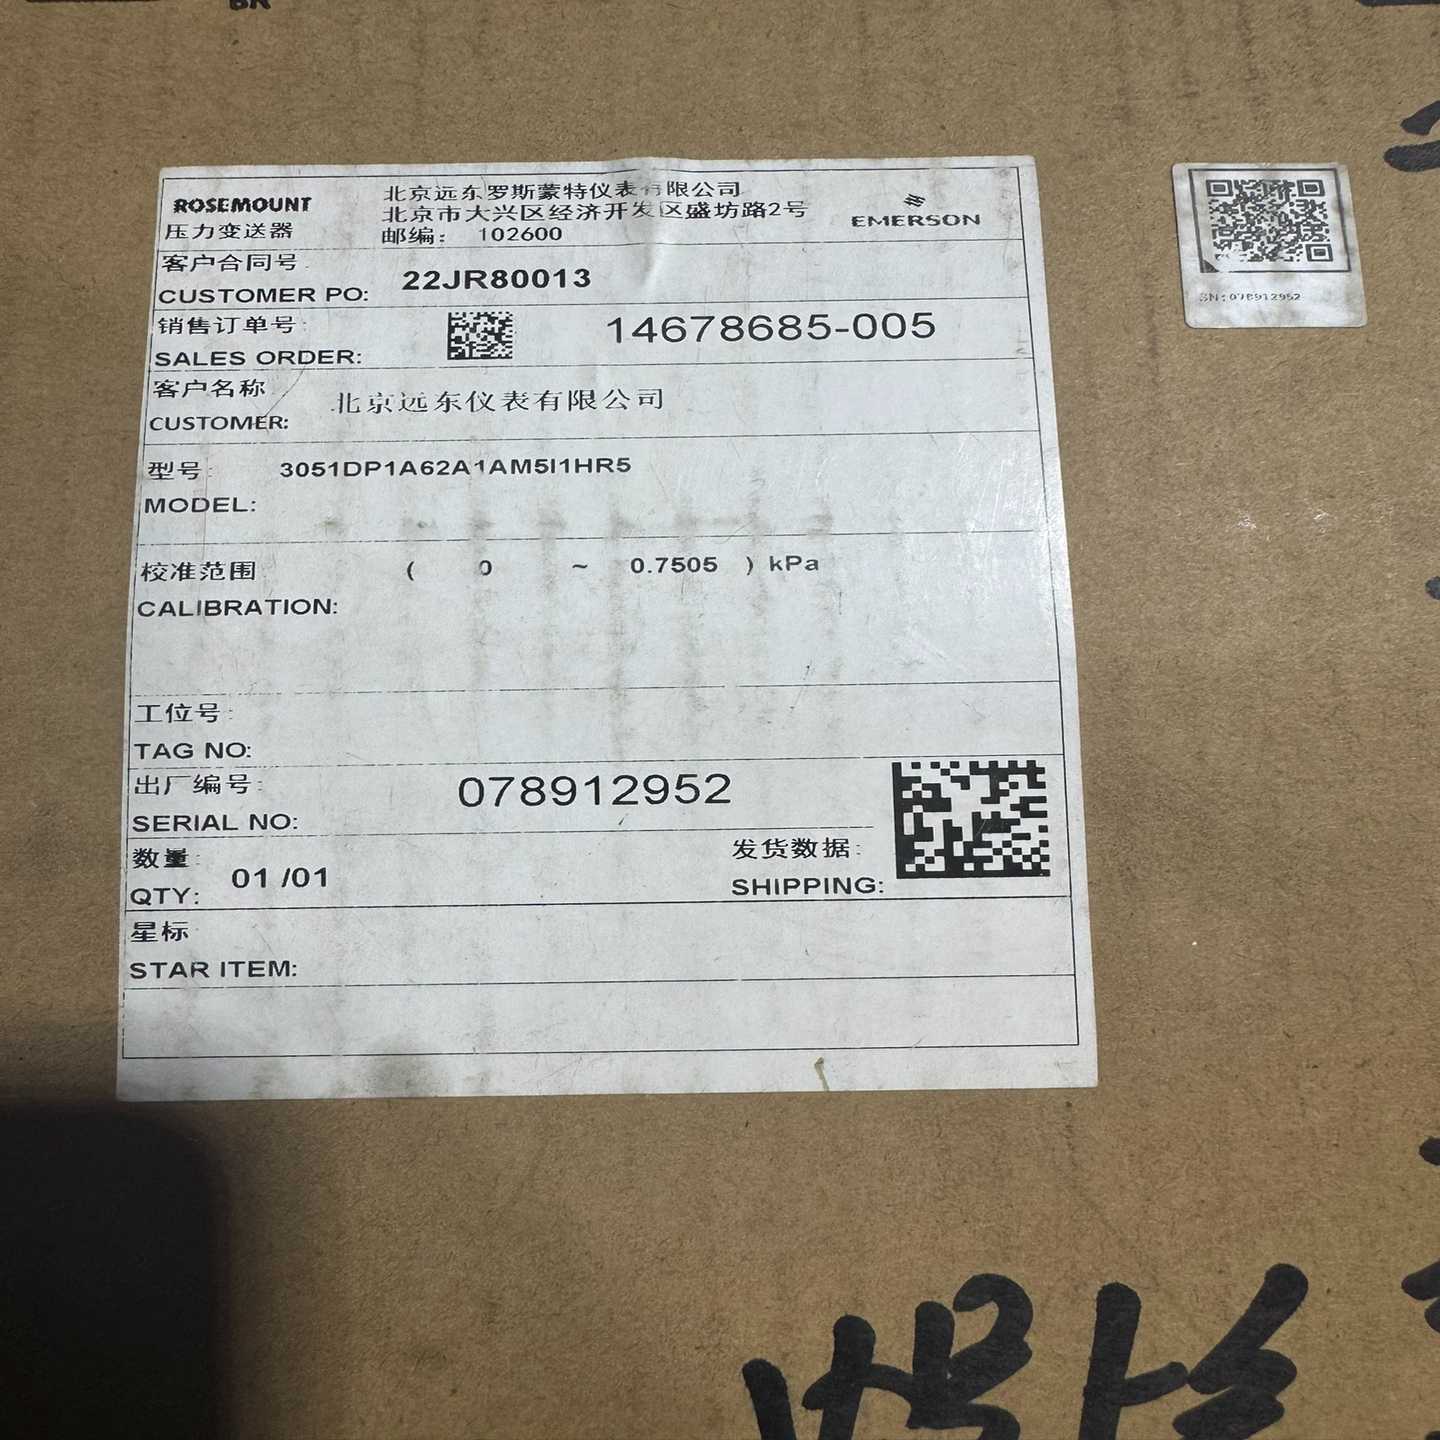 ROSEMOUNT
压力变送器
北京远东罗斯蒙特仪表有限公司
北京市大兴区经济开发区盛坊路2号
邮编: 102600
EMERSON
客户合同号
CUSTOMER PO: 22JR80013
销售订单号:
SALES ORDER: 14678685-005
客户名称
CUSTOMER: 北京远东仪表有限公司
型号: 3051DP1A62A1AM5I1HR5
MODEL:
校准范围 ( 0 ~ 0.7505 ) kPa
CALIBRATION:
工位号:
TAG NO:
出厂编号:
SERIAL NO: 078912952
数量:
QTY: 01 /01
发货数据:
SHIPPING:
星标
STAR ITEM:
SN:078912952